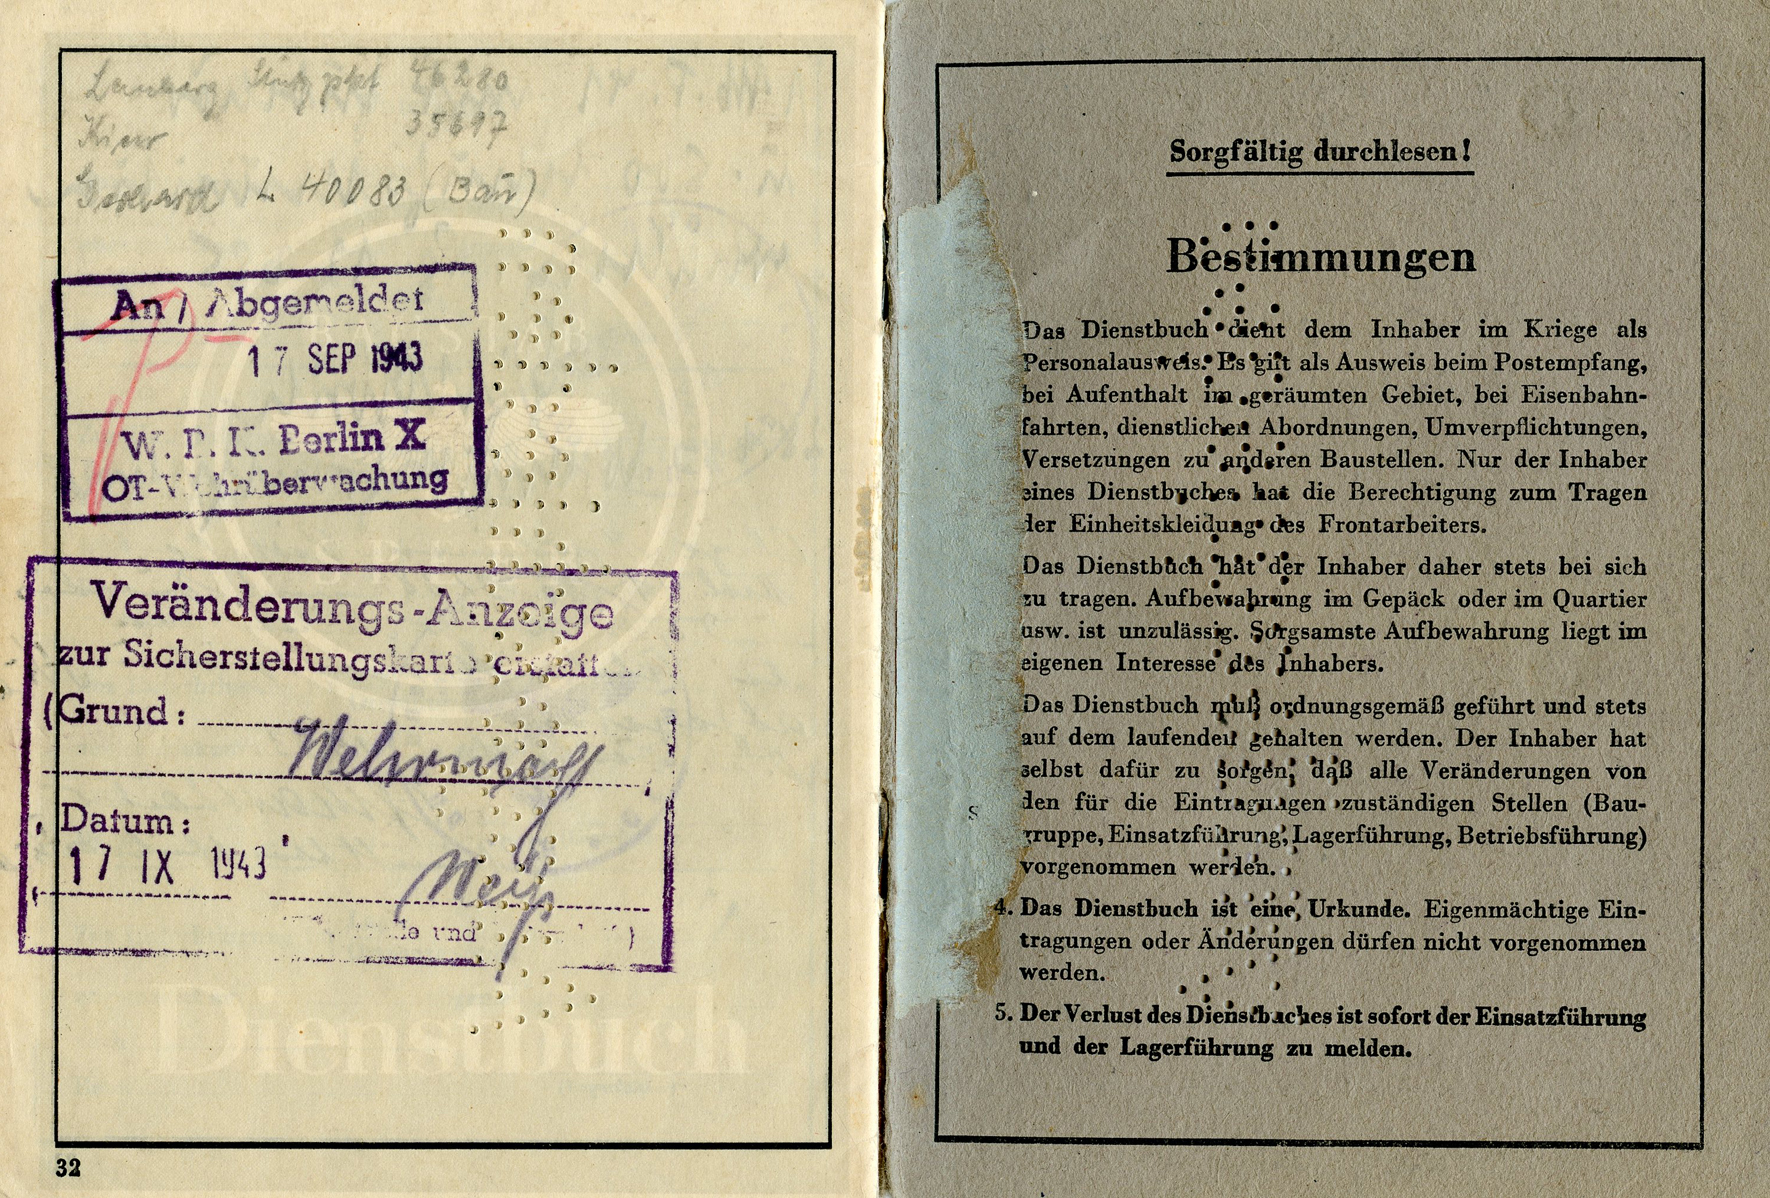 Lemberg 46280
Kiew 35697
Gebhard L 40083 (Bau)
An / Abgemeldet
17 SEP 1943
W. B. K. Berlin X
OT-Wehrüberwachung
Veränderungs-Anzeige
zur Sicherstellungskarte erstatten
(Grund:
Wehrmacht
Datum:
17 IX 1943
Weiß
und )
Dienstbuch
32
Sorgfältig durchlesen!
Bestimmungen
Das Dienstbuch dient dem Inhaber im Kriege als
Personalausweis. Es gilt als Ausweis beim Postempfang,
bei Aufenthalt im geräumten Gebiet, bei Eisenbahn-
fahrten, dienstlichen Abordnungen, Umverpflichtungen,
Versetzungen zu anderen Baustellen. Nur der Inhaber
eines Dienstbuches hat die Berechtigung zum Tragen
der Einheitskleidung des Frontarbeiters.
Das Dienstbuch hat der Inhaber daher stets bei sich
zu tragen. Aufbewahrung im Gepäck oder im Quartier
usw. ist unzulässig. Sorgsamste Aufbewahrung liegt im
eigenen Interesse des Inhabers.
Das Dienstbuch muß ordnungsgemäß geführt und stets
auf dem laufenden gehalten werden. Der Inhaber hat
selbst dafür zu sorgen, daß alle Veränderungen von
den für die Eintragungen zuständigen Stellen (Bau-
gruppe, Einsatzführung, Lagerführung, Betriebsführung)
vorgenommen werden.
4. Das Dienstbuch ist eine Urkunde. Eigenmächtige Ein-
tragungen oder Änderungen dürfen nicht vorgenommen
werden.
5. Der Verlust des Dienstbuches ist sofort der Einsatzführung
und der Lagerführung zu melden.